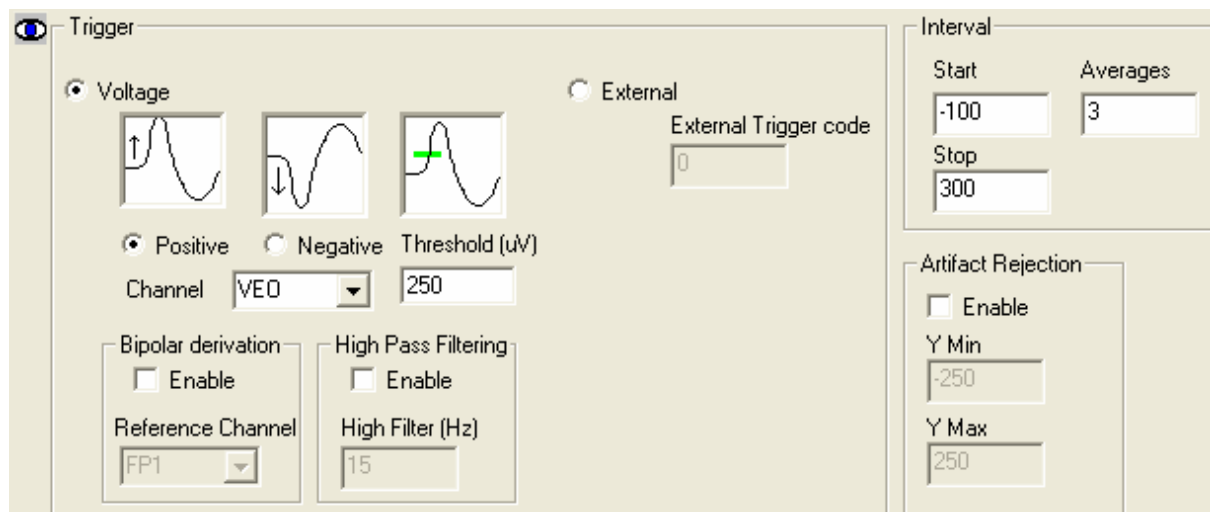 Trigger
Voltage
External
External Trigger code
0
Positive
Negative
Threshold (uV)
Channel
VEO
250
Bipolar derivation
Enable
Reference Channel
FP1
High Pass Filtering
Enable
High Filter (Hz)
15
Interval
Start
Averages
-100
3
Stop
300
Artifact Rejection
Enable
Y Min
-250
Y Max
250